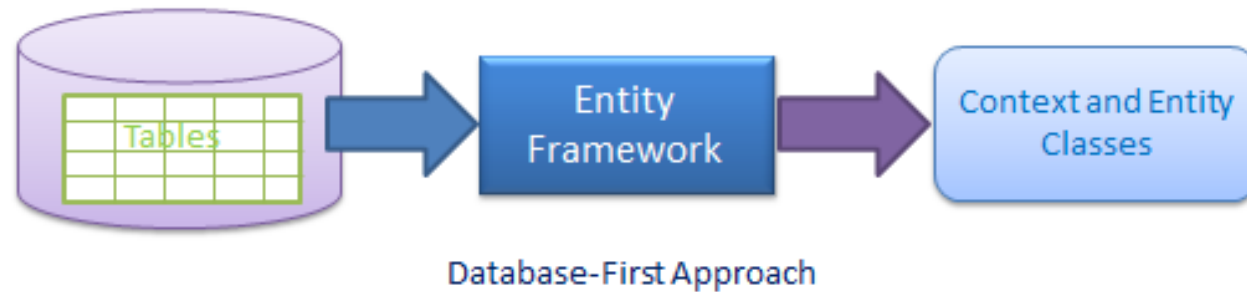 Tables
Entity
Framework
Context and Entity
Classes
Database-First Approach